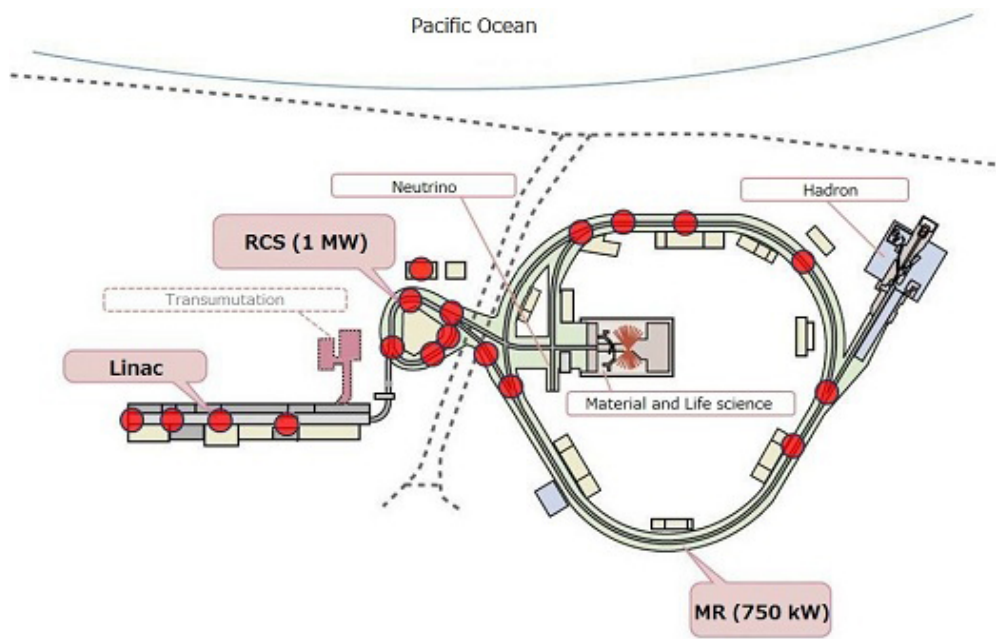 Pacific Ocean
Neutrino
Hadron
RCS (1 MW)
Transumutation
Linac
Material and Life science
MR (750 kW)